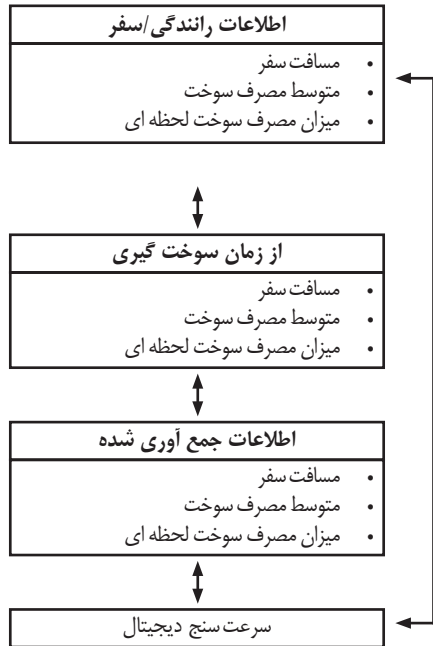 اطلاعات رانندگی/سفر
• مسافت سفر
• متوسط مصرف سوخت
• میزان مصرف سوخت لحظه ای
از زمان سوخت گیری
• مسافت سفر
• متوسط مصرف سوخت
• میزان مصرف سوخت لحظه ای
اطلاعات جمع آوری شده
• مسافت سفر
• متوسط مصرف سوخت
• میزان مصرف سوخت لحظه ای
سرعت سنج دیجیتال